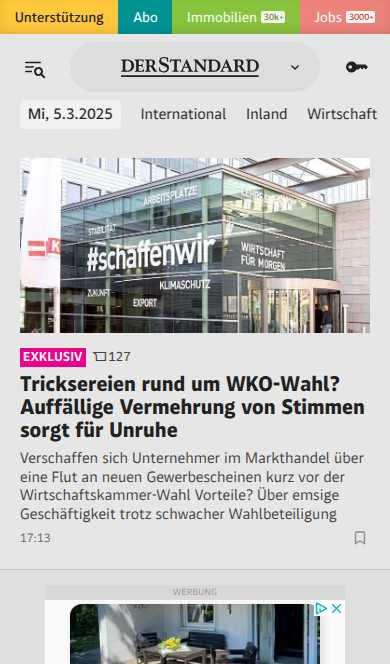 Unterstützung Abo Immobilien 30k+ Jobs 3000+
DERSTANDARD
Mi, 5.3.2025 International Inland Wirtschaft
ARBEITSPLÄTZE
STABILITÄT
#schaffenwir
WIRTSCHAFT
FÜR MORGEN
KLIMASCHUTZ
ZUKUNFT
EXPORT
EXKLUSIV 127
Tricksereien rund um WKO-Wahl?
Auffällige Vermehrung von Stimmen
sorgt für Unruhe
Verschaffen sich Unternehmer im Markthandel über
eine Flut an neuen Gewerbescheinen kurz vor der
Wirtschaftskammer-Wahl Vorteile? Über emsige
Geschäftigkeit trotz schwacher Wahlbeteiligung
17:13
WERBUNG